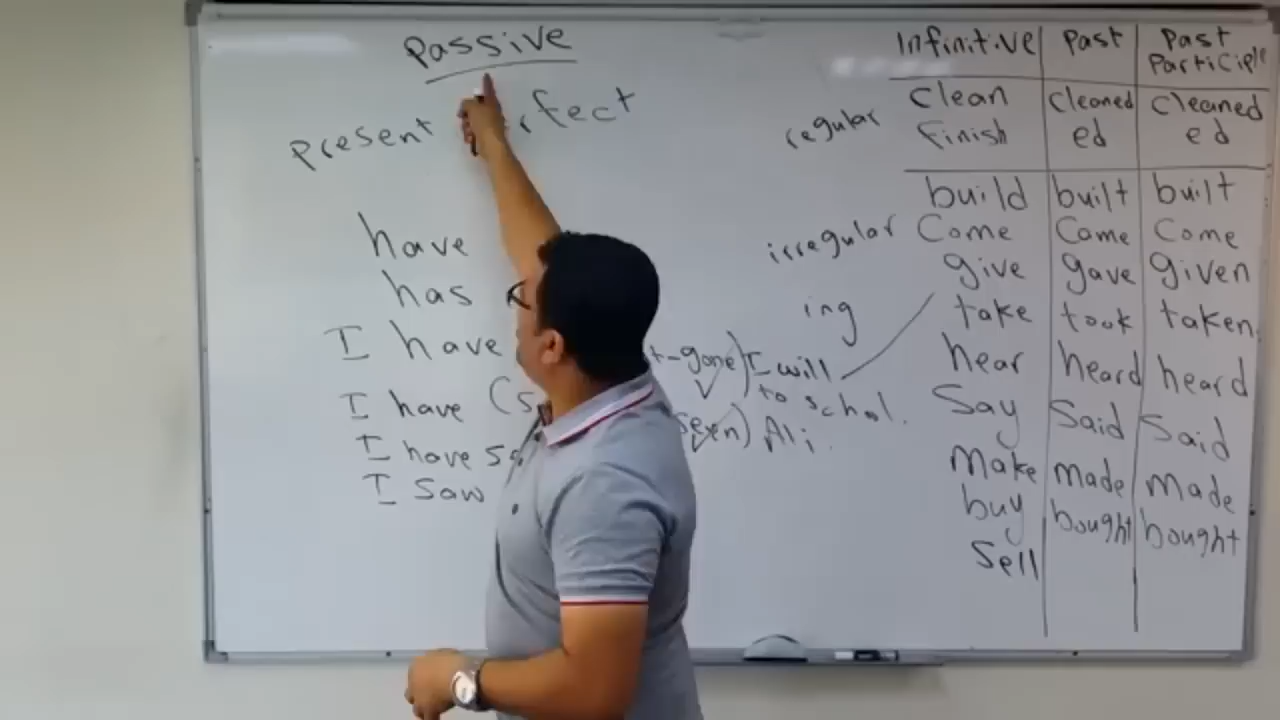 Passive
present
have
has
I have
-gone) I will
to schol.
I have (s
seen) Ali.
I have
I saw
Infinitive Past Past Participle
regular
Clean Cleaned Cleaned
Finish ed ed
irregular
build built built
Come Came Come
give gave given
ing
take took taken
hear heard heard
Say Said Said
Make made made
buy bought bought
Sell